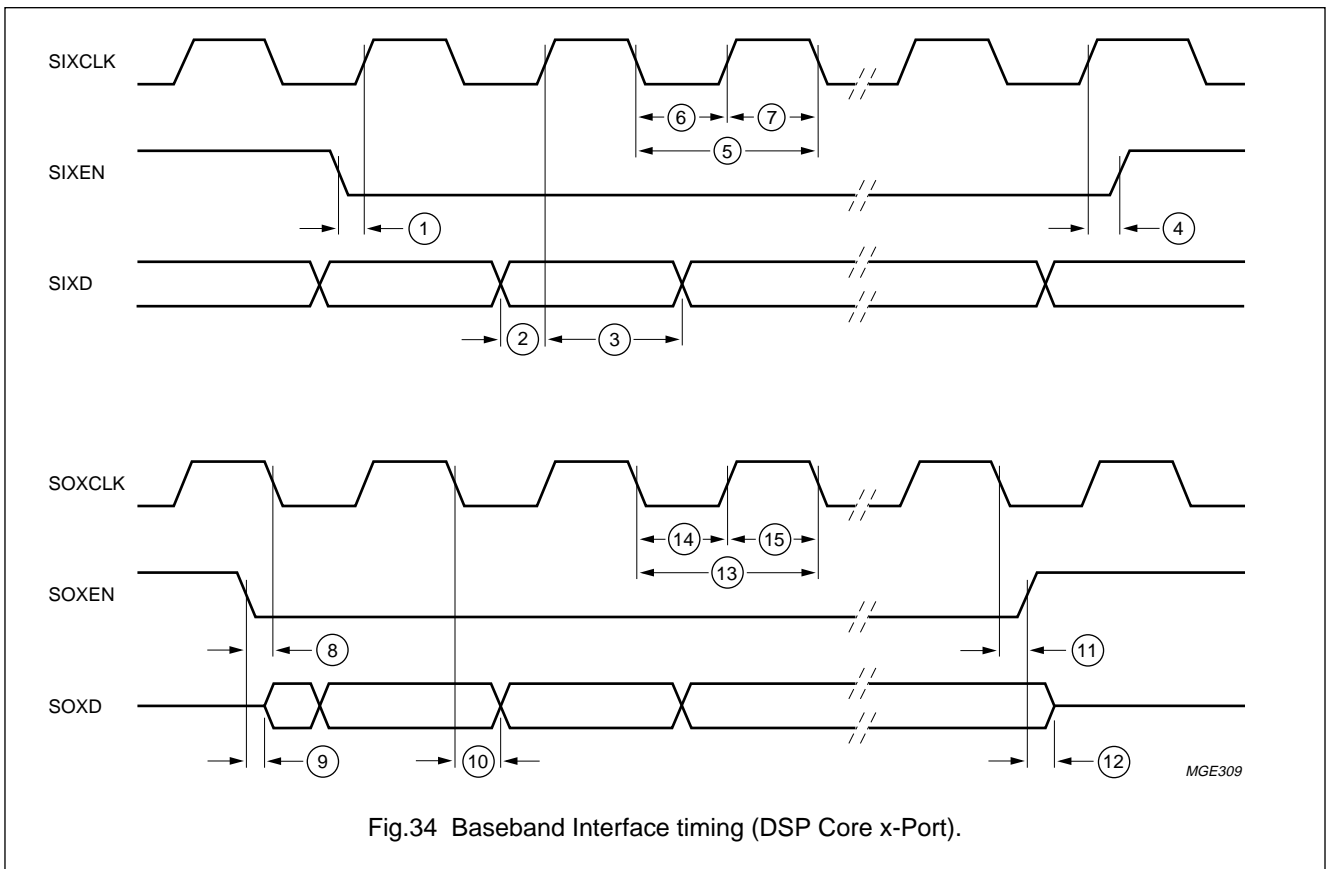 SIXCLK
6
7
5
SIXEN
1
4
SIXD
2
3
SOXCLK
14
15
13
SOXEN
8
11
SOXD
9
10
12
MGE309
Fig.34 Baseband Interface timing (DSP Core x-Port).